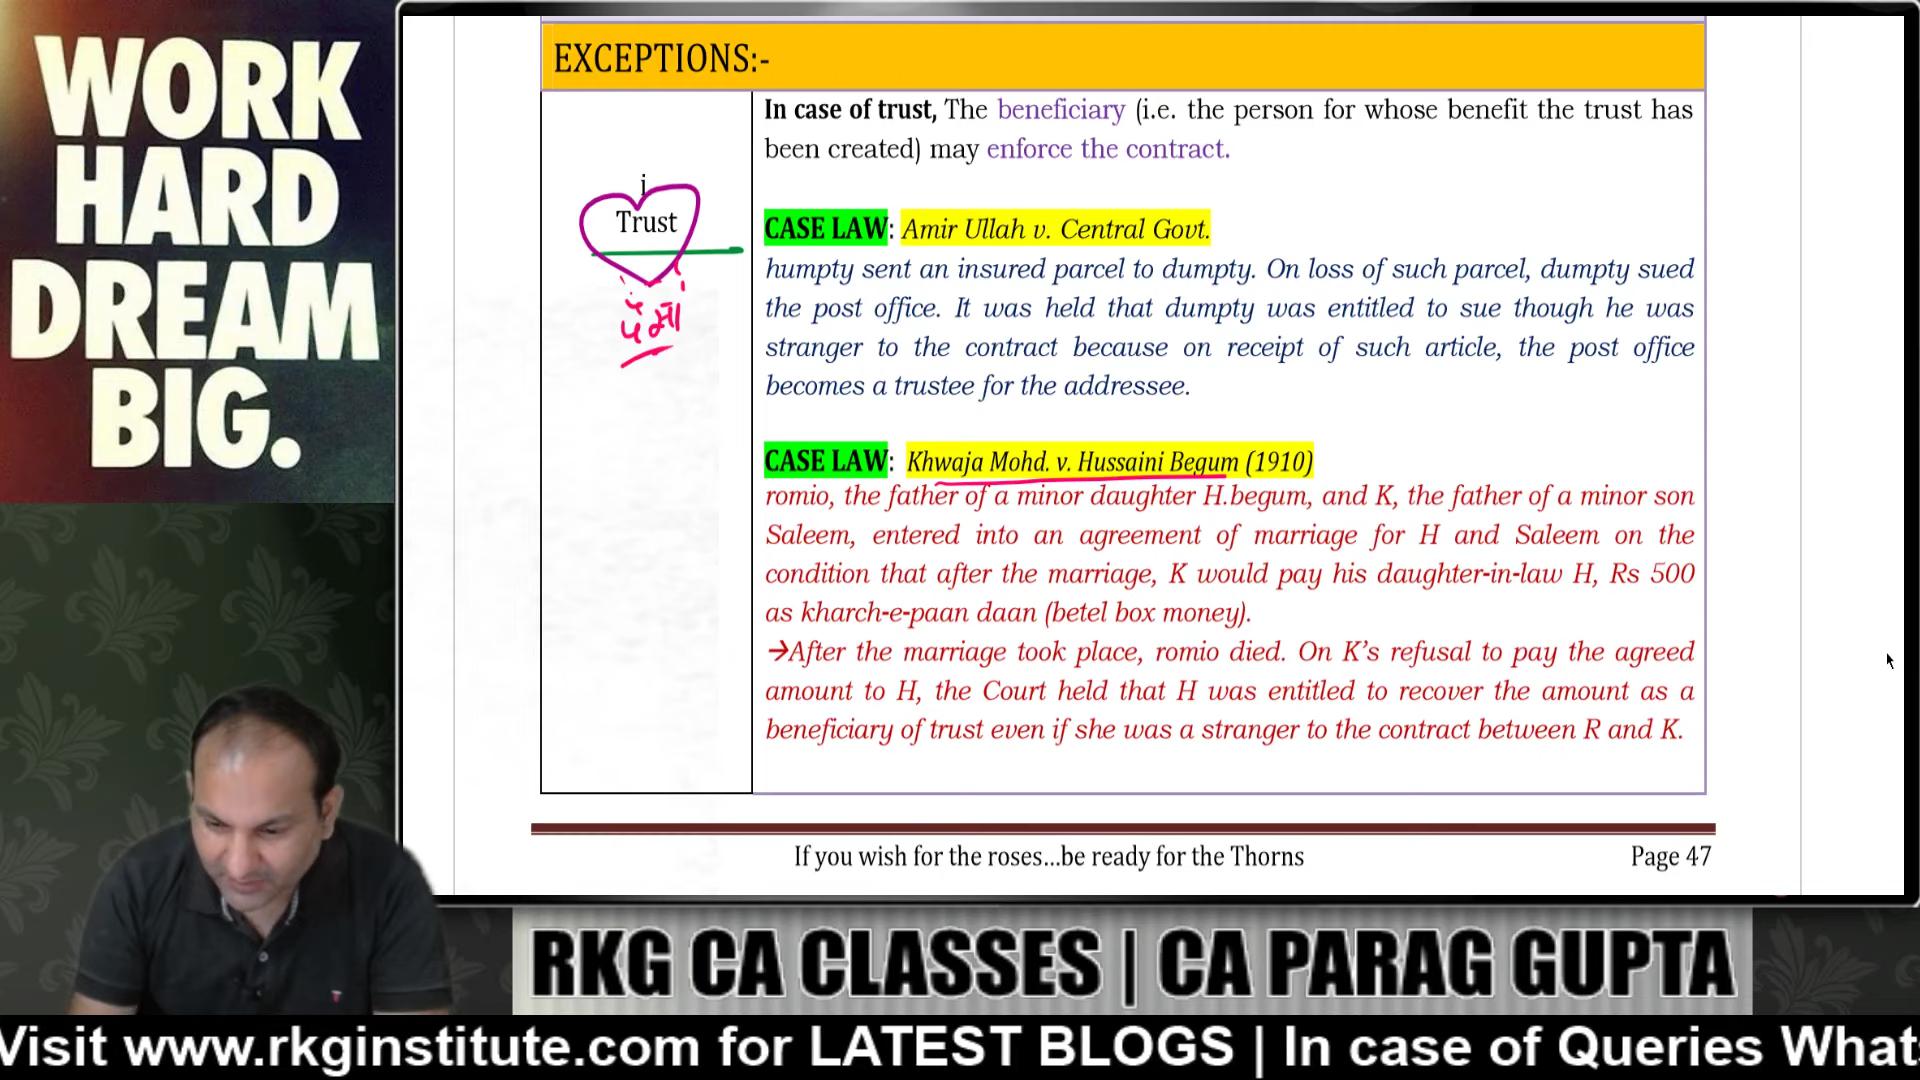 WORK
HARD
DREAM
BIG.
EXCEPTIONS:-
i
Trust
In case of trust, The beneficiary (i.e. the person for whose benefit the trust has
been created) may enforce the contract.
CASE LAW: Amir Ullah v. Central Govt.
humpty sent an insured parcel to dumpty. On loss of such parcel, dumpty sued
the post office. It was held that dumpty was entitled to sue though he was
stranger to the contract because on receipt of such article, the post office
becomes a trustee for the addressee.
CASE LAW: Khwaja Mohd. v. Hussaini Begum (1910)
romio, the father of a minor daughter H.begum, and K, the father of a minor son
Saleem, entered into an agreement of marriage for H and Saleem on the
condition that after the marriage, K would pay his daughter-in-law H, Rs 500
as kharch-e-paan daan (betel box money).
→After the marriage took place, romio died. On K's refusal to pay the agreed
amount to H, the Court held that H was entitled to recover the amount as a
beneficiary of trust even if she was a stranger to the contract between R and K.
If you wish for the roses...be ready for the Thorns
Page 47
RKG CA CLASSES | CA PARAG GUPTA
Visit www.rkginstitute.com for LATEST BLOGS | In case of Queries What